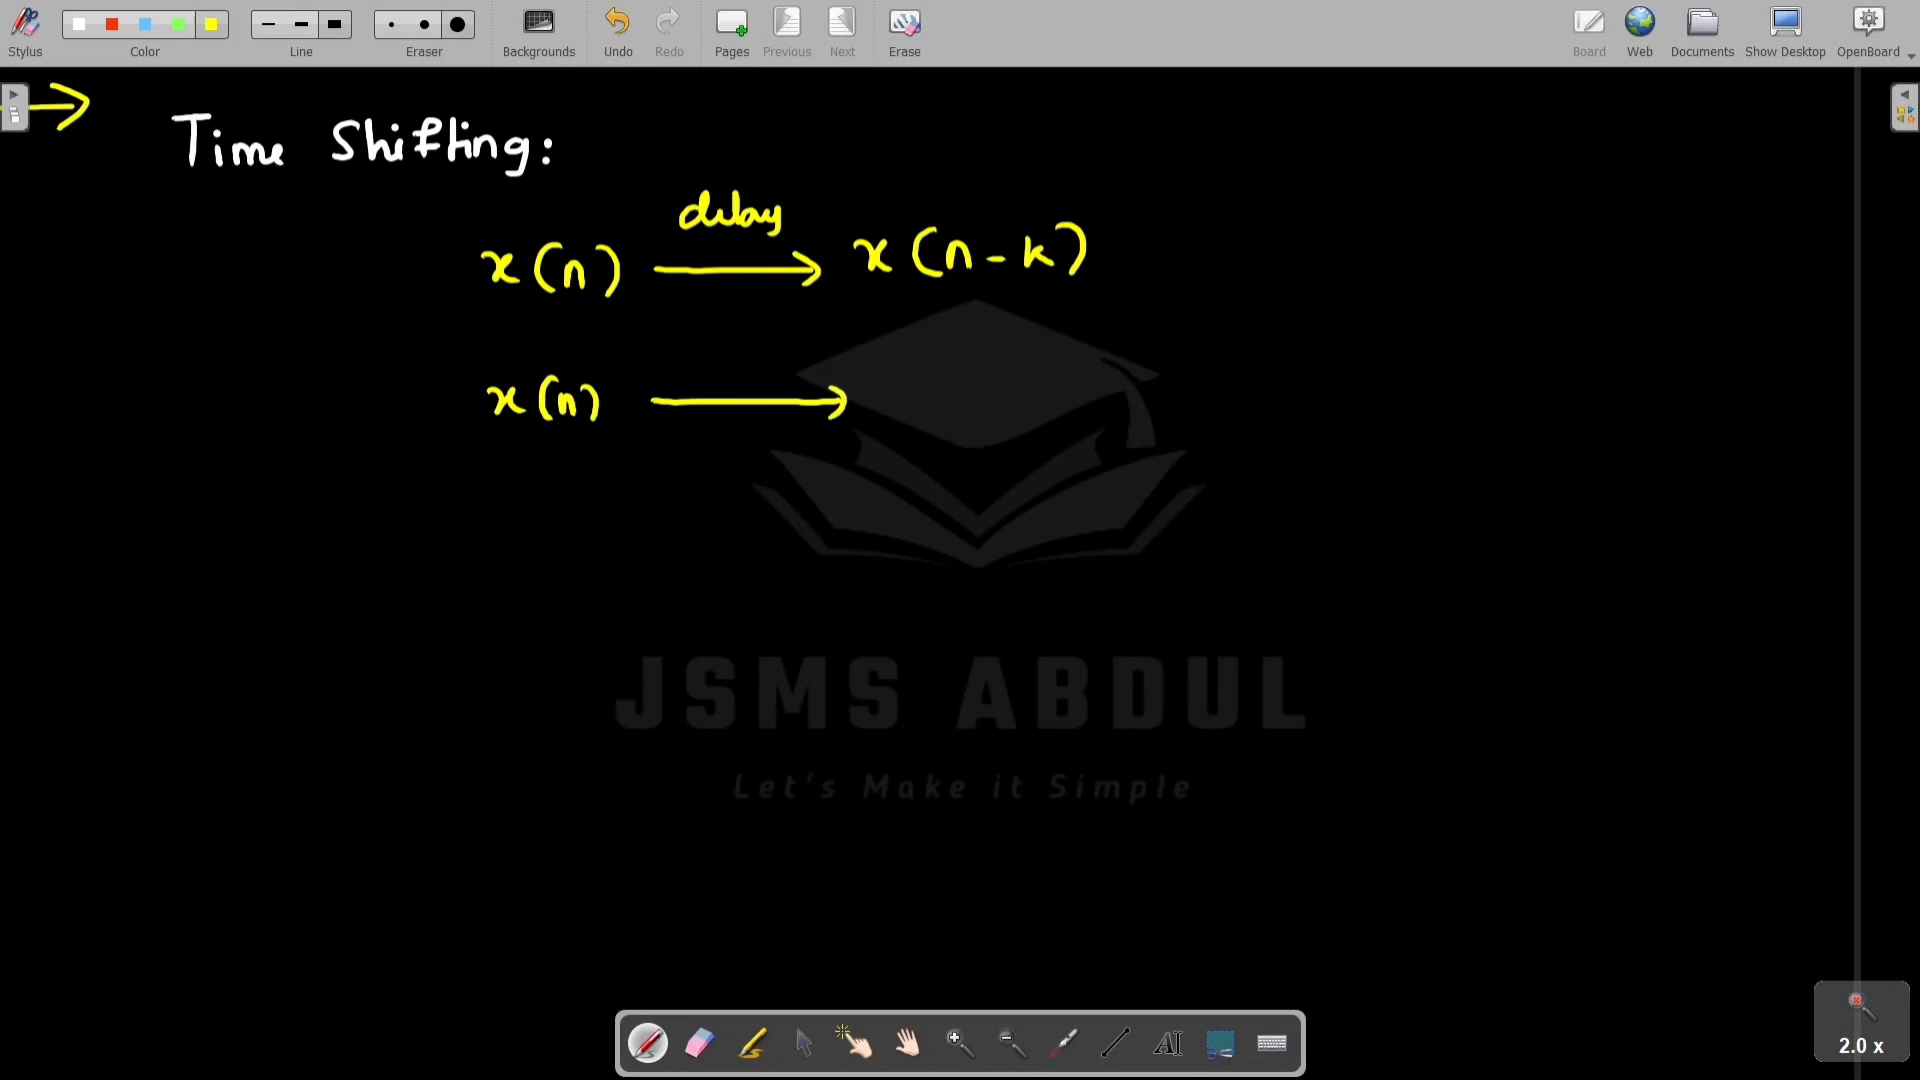 Stylus Color Line Eraser Backgrounds Undo Redo Pages Previous Next Erase Board Web Documents Show Desktop OpenBoard
Time Shifting:
delay
x(n) → x(n-k)
x(n) →
JSMS ABDUL
Let's Make it Simple
AI
2.0 x